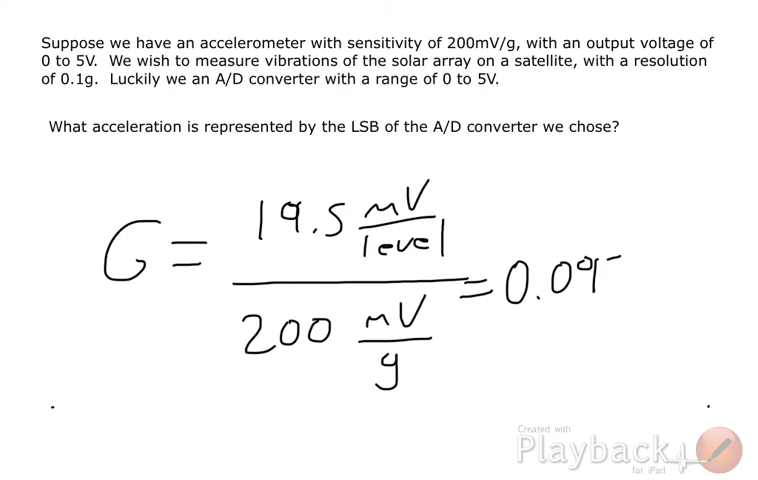 Suppose we have an accelerometer with sensitivity of 200mV/g, with an output voltage of
0 to 5V. We wish to measure vibrations of the solar array on a satellite, with a resolution
of 0.1g. Luckily we an A/D converter with a range of 0 to 5V.
What acceleration is represented by the LSB of the A/D converter we chose?
19.5 mV/level
G = ―――― = 0.09
200 mV/g
Created with
Playback
for iPad